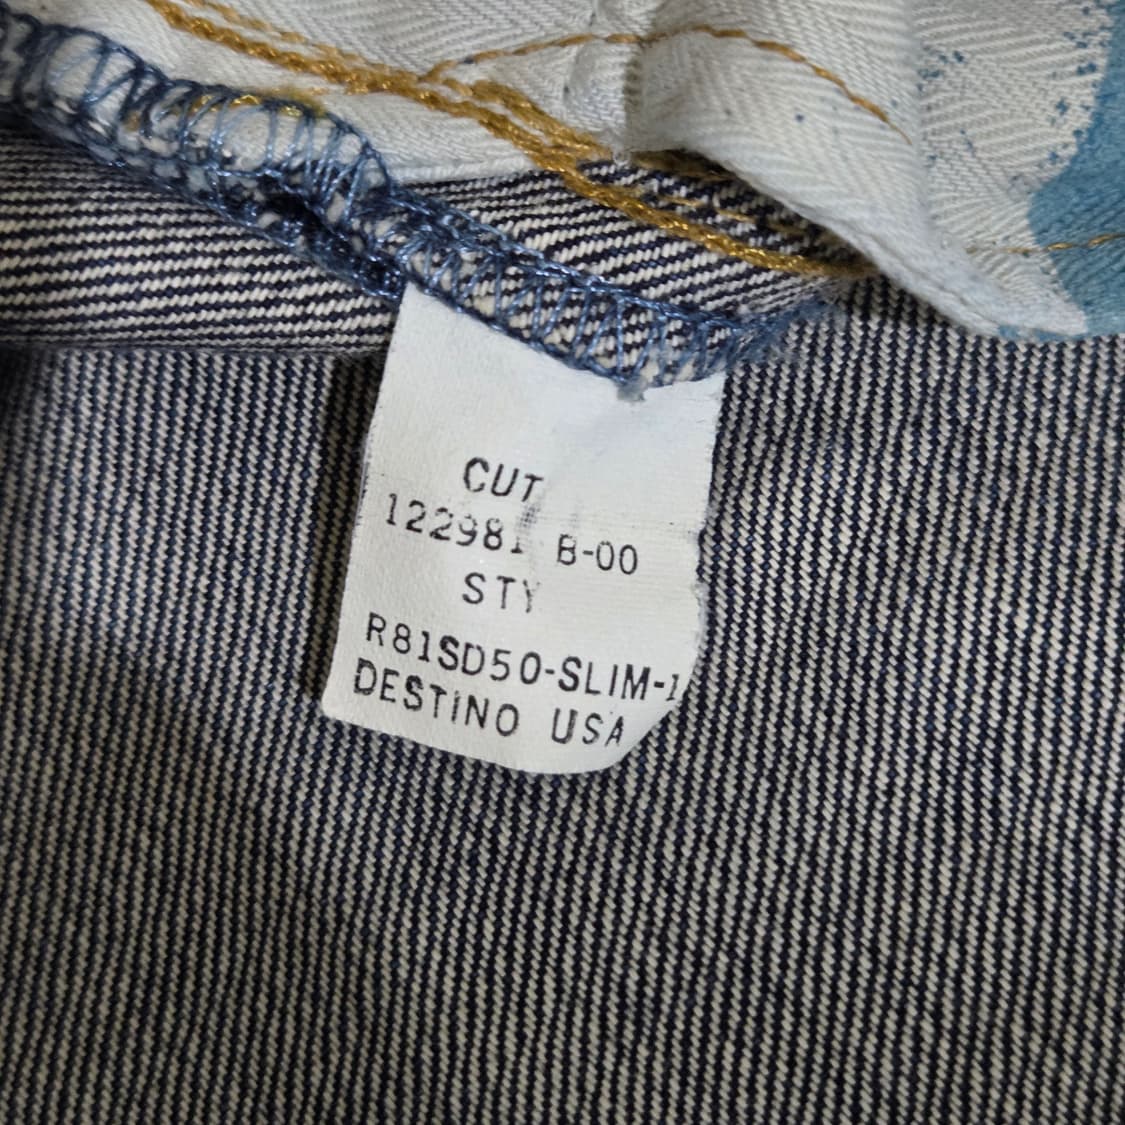 CUT
122981 B-00
STY
R81SD50-SLIM-1
DESTINO USA